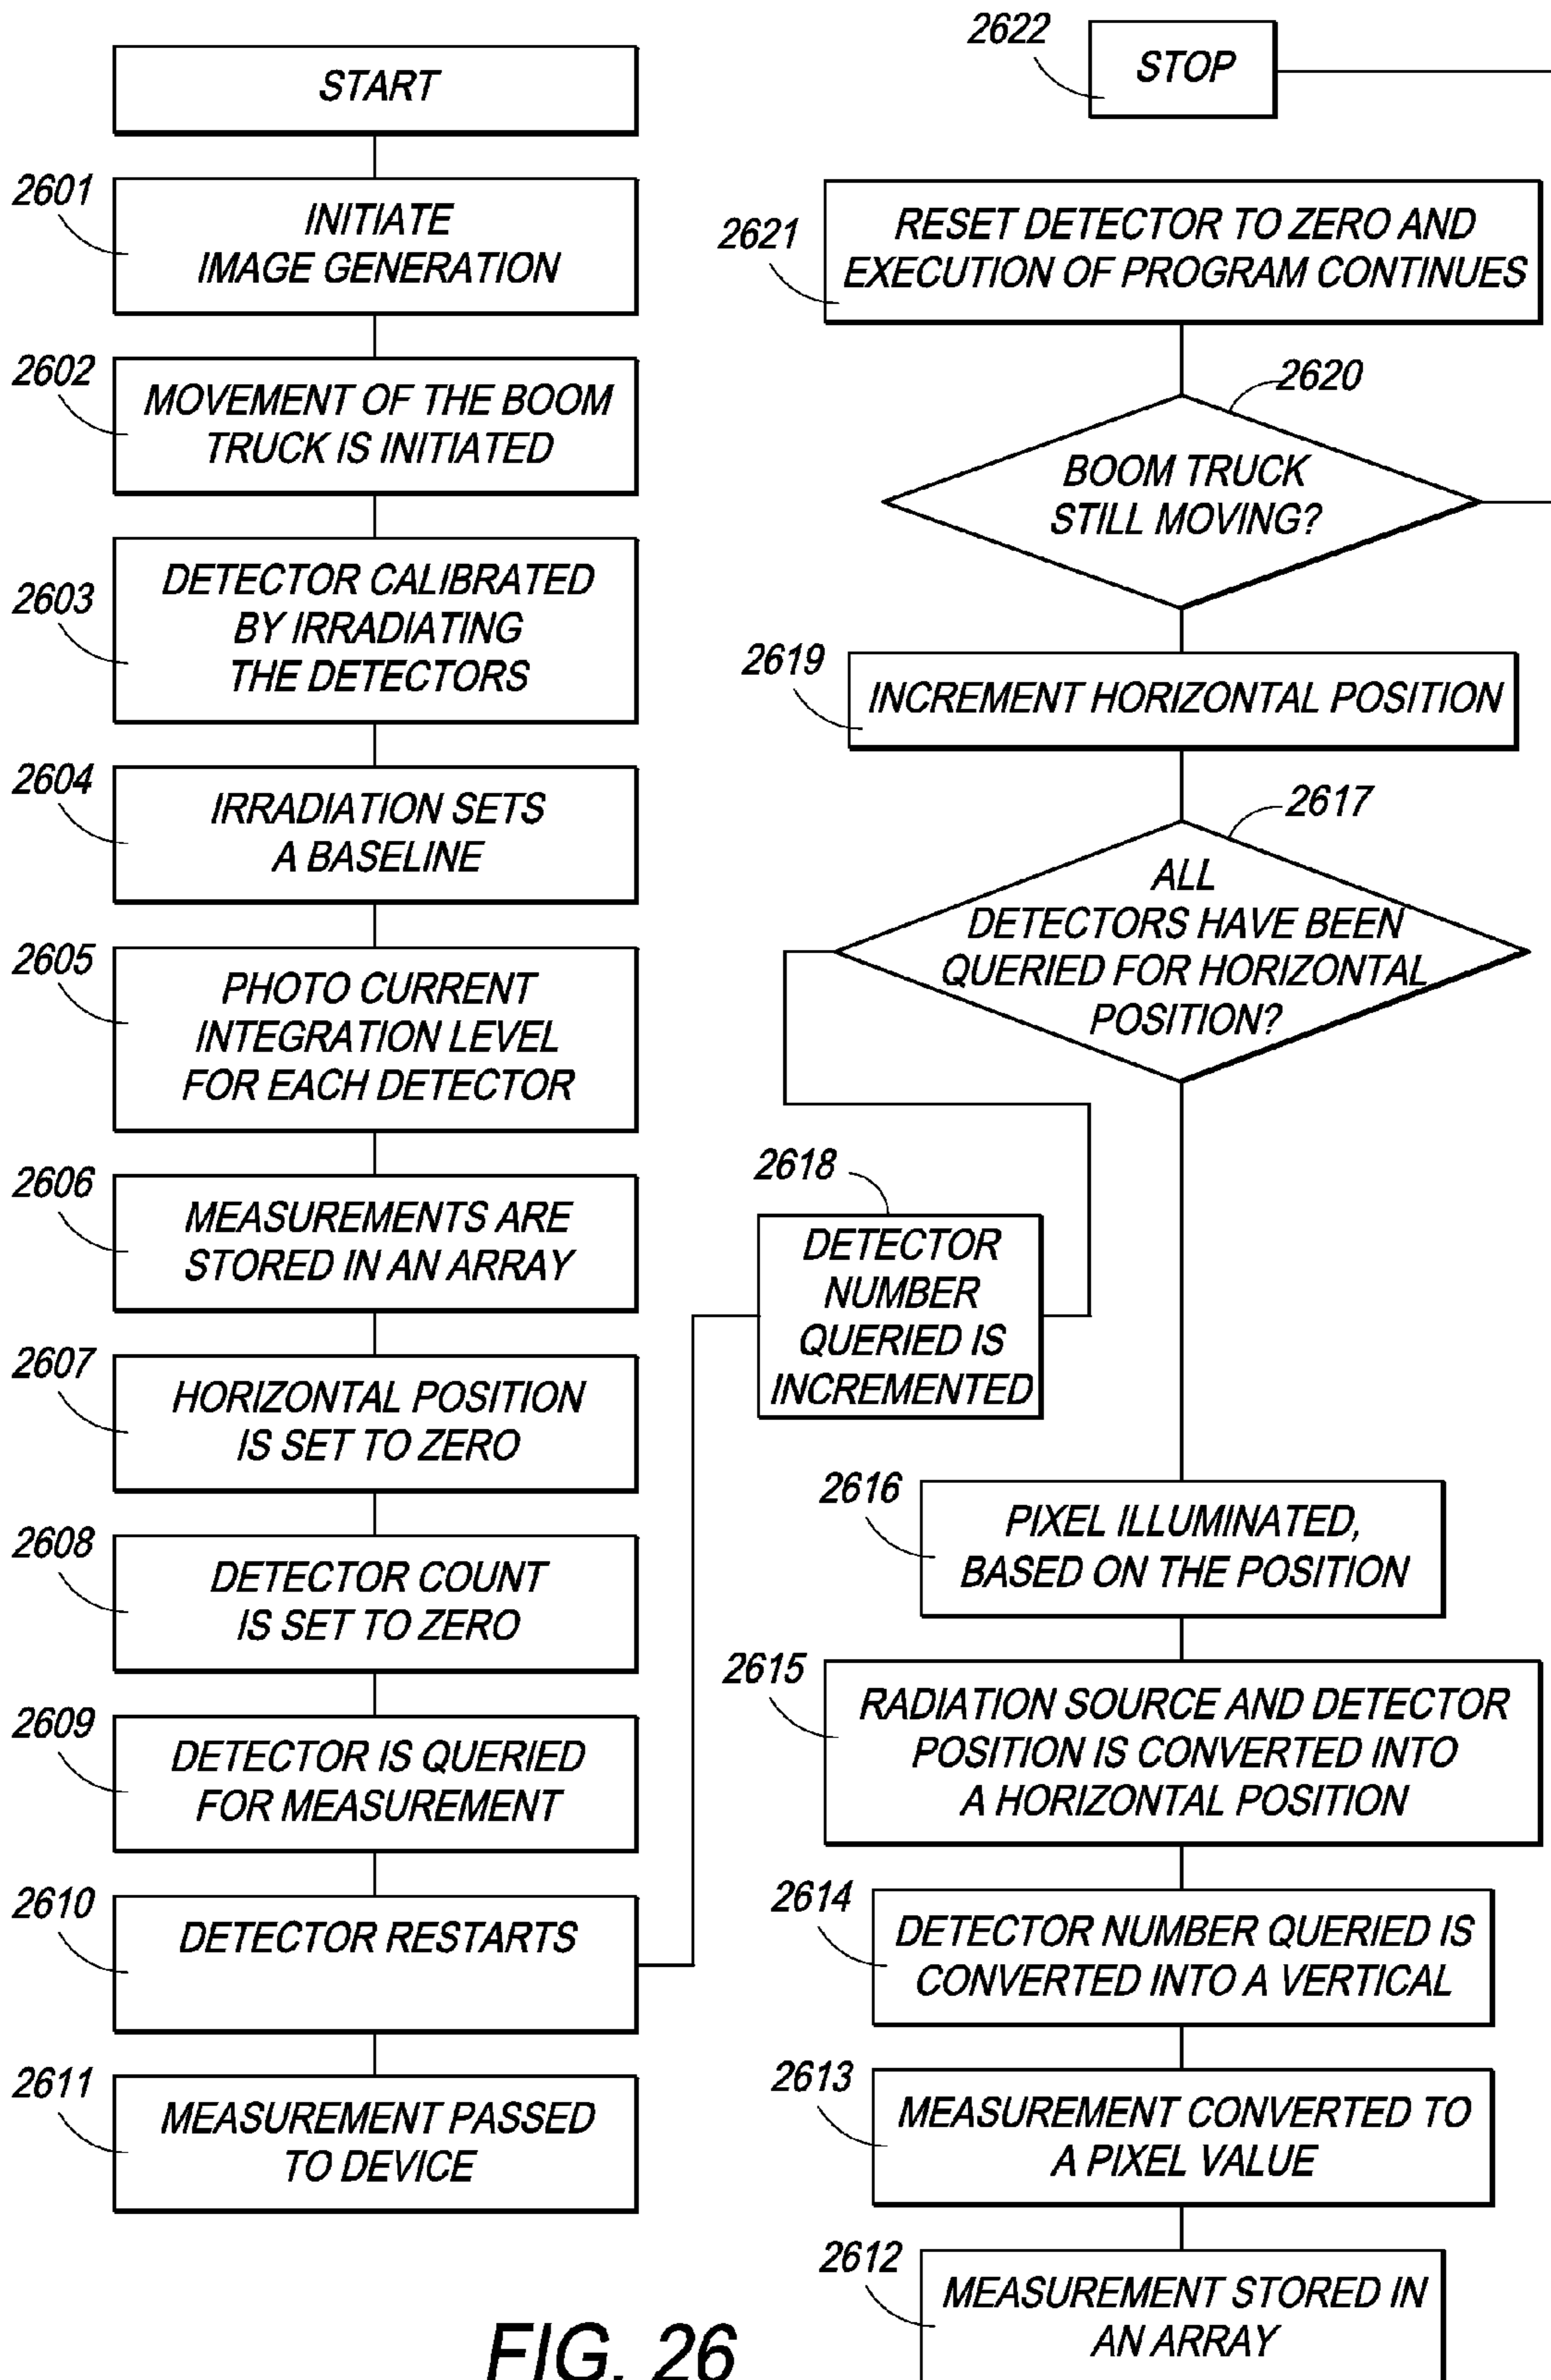 START
2601
INITIATE
IMAGE GENERATION
2602
MOVEMENT OF THE BOOM
TRUCK IS INITIATED
2603
DETECTOR CALIBRATED
BY IRRADIATING
THE DETECTORS
2604
IRRADIATION SETS
A BASELINE
2605
PHOTO CURRENT
INTEGRATION LEVEL
FOR EACH DETECTOR
2606
MEASUREMENTS ARE
STORED IN AN ARRAY
2607
HORIZONTAL POSITION
IS SET TO ZERO
2608
DETECTOR COUNT
IS SET TO ZERO
2609
DETECTOR IS QUERIED
FOR MEASUREMENT
2610
DETECTOR RESTARTS
2611
MEASUREMENT PASSED
TO DEVICE
2622
STOP
2621
RESET DETECTOR TO ZERO AND
EXECUTION OF PROGRAM CONTINUES
2620
BOOM TRUCK
STILL MOVING?
2619
INCREMENT HORIZONTAL POSITION
2617
ALL
DETECTORS HAVE BEEN
QUERIED FOR HORIZONTAL
POSITION?
2618
DETECTOR
NUMBER
QUERIED IS
INCREMENTED
2616
PIXEL ILLUMINATED,
BASED ON THE POSITION
2615
RADIATION SOURCE AND DETECTOR
POSITION IS CONVERTED INTO
A HORIZONTAL POSITION
2614
DETECTOR NUMBER QUERIED IS
CONVERTED INTO A VERTICAL
2613
MEASUREMENT CONVERTED TO
A PIXEL VALUE
2612
MEASUREMENT STORED IN
AN ARRAY
FIG. 26